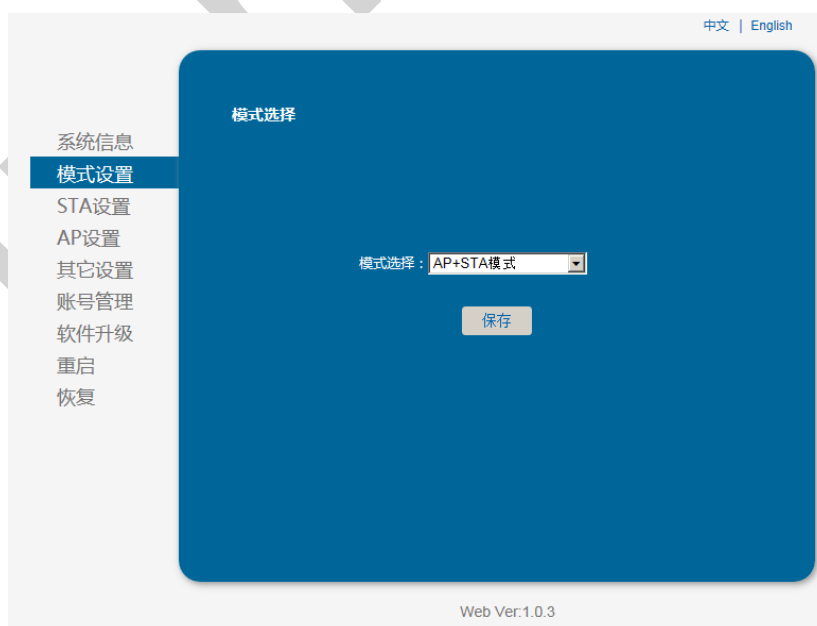 中文 | English
模式选择
系统信息
模式设置
STA设置
AP设置
其它设置
账号管理
软件升级
重启
恢复
模式选择：AP+STA模式
保存
Web Ver:1.0.3